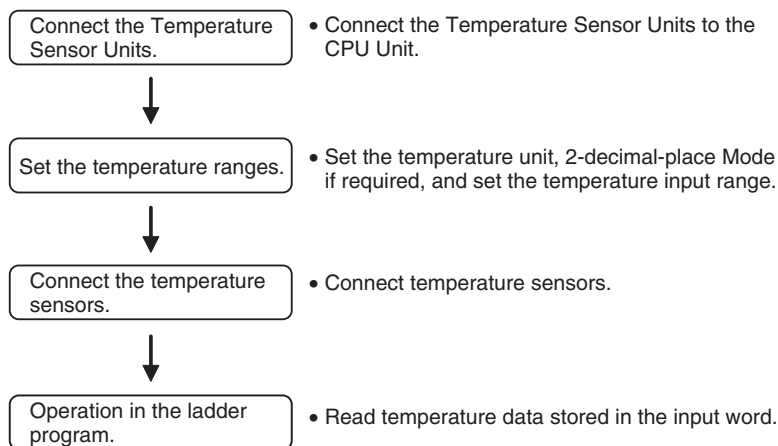 Connect the Temperature
Sensor Units.
• Connect the Temperature Sensor Units to the
CPU Unit.
Set the temperature ranges.
• Set the temperature unit, 2-decimal-place Mode
if required, and set the temperature input range.
Connect the temperature
sensors.
• Connect temperature sensors.
Operation in the ladder
program.
• Read temperature data stored in the input word.